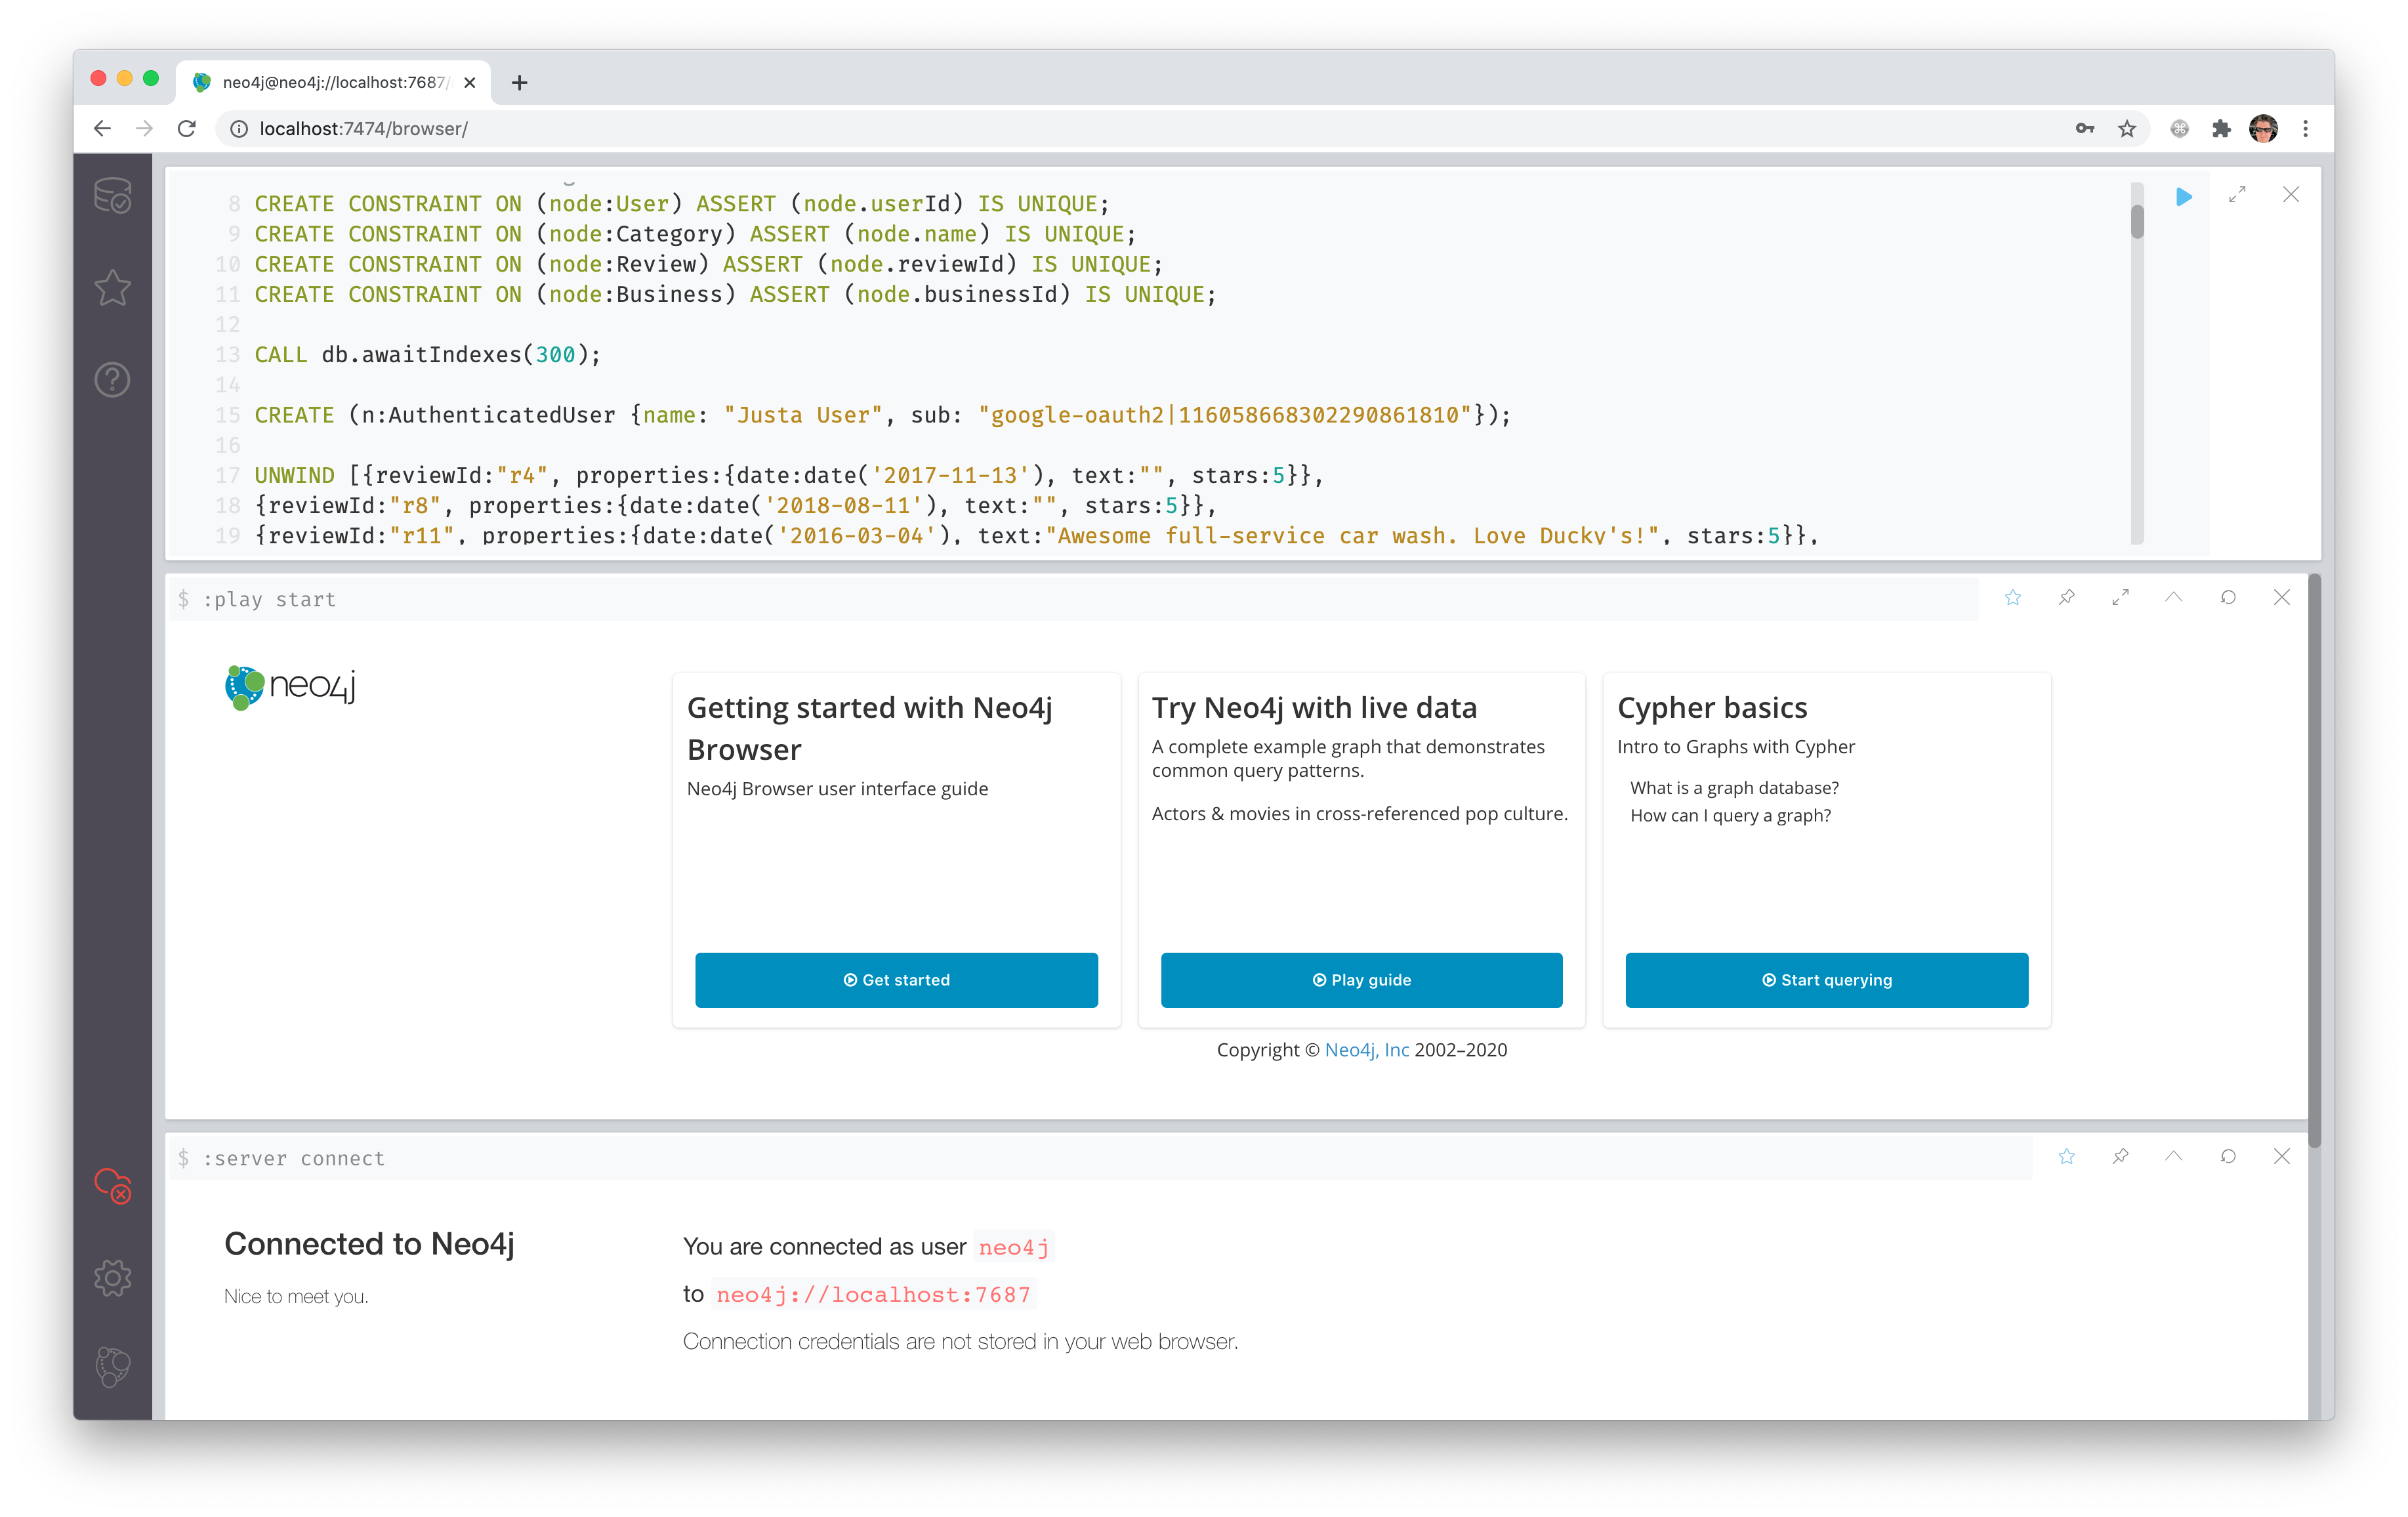 neo4j@neo4j://localhost:7687/
localhost:7474/browser/
8 CREATE CONSTRAINT ON (node:User) ASSERT (node.userId) IS UNIQUE;
9 CREATE CONSTRAINT ON (node:Category) ASSERT (node.name) IS UNIQUE;
10 CREATE CONSTRAINT ON (node:Review) ASSERT (node.reviewId) IS UNIQUE;
11 CREATE CONSTRAINT ON (node:Business) ASSERT (node.businessId) IS UNIQUE;
12
13 CALL db.awaitIndexes(300);
14
15 CREATE (n:AuthenticatedUser {name: "Justa User", sub: "google-oauth2|116058668302290861810"});
16
17 UNWIND [{reviewId:"r4", properties:{date:date('2017-11-13'), text:"", stars:5}},
18 {reviewId:"r8", properties:{date:date('2018-08-11'), text:"", stars:5}},
19 {reviewId:"r11", properties:{date:date('2016-03-04'), text:"Awesome full-service car wash. Love Ducky's!", stars:5}},
$ :play start
neo4j
Getting started with Neo4j
Browser
Neo4j Browser user interface guide
Get started
Try Neo4j with live data
A complete example graph that demonstrates
common query patterns.
Actors & movies in cross-referenced pop culture.
Play guide
Cypher basics
Intro to Graphs with Cypher
What is a graph database?
How can I query a graph?
Start querying
Copyright © Neo4j, Inc 2002–2020
$ :server connect
Connected to Neo4j
Nice to meet you.
You are connected as user neo4j
to neo4j://localhost:7687
Connection credentials are not stored in your web browser.